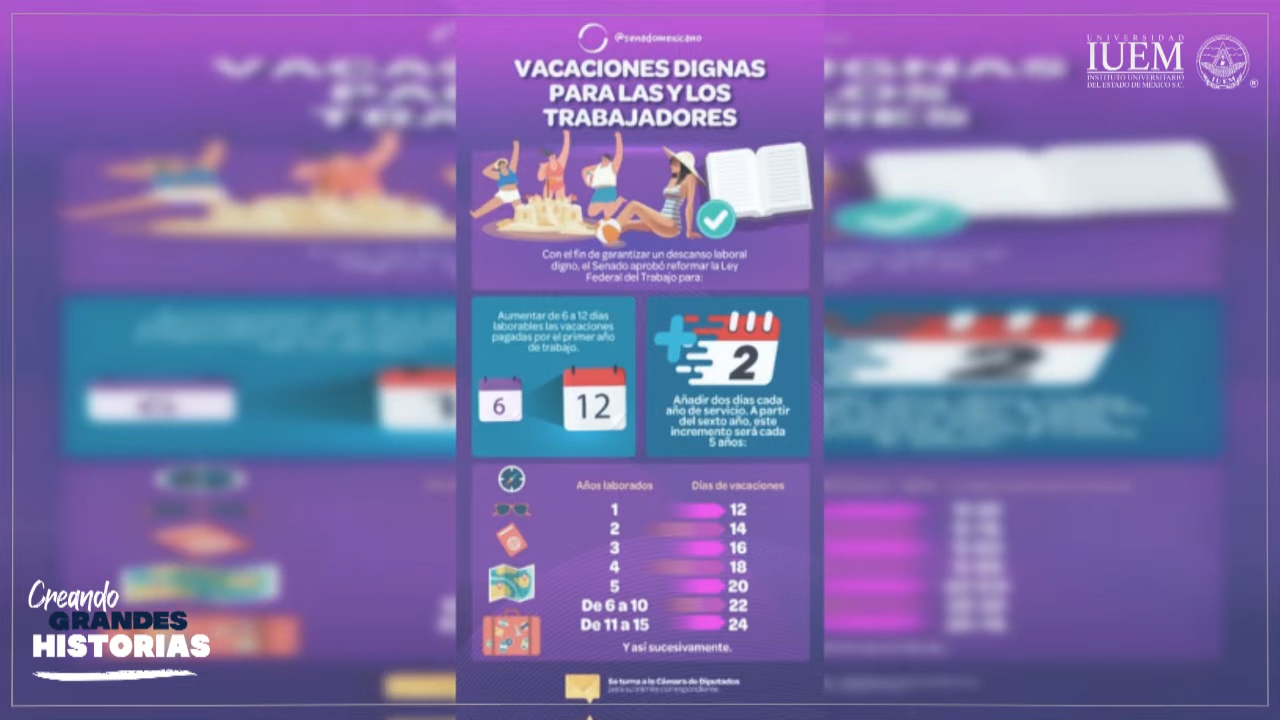 @senadomexicano
VACACIONES DIGNAS
PARA LAS Y LOS
TRABAJADORES
UNIVERSIDAD
IUEM
INSTITUTO UNIVERSITARIO
DEL ESTADO DE MÉXICO S.C.
IUEM
®
Con el fin de garantizar un descanso laboral
digno, el Senado aprobó reformar la Ley
Federal del Trabajo para:
Aumentar de 6 a 12 días
laborables las vacaciones
pagadas por el primer año
de trabajo.
6
12
2
Añadir dos días cada
año de servicio. A partir
del sexto año, este
incremento será cada
5 años:
Años laborados Días de vacaciones
1 12
2 14
3 16
4 18
5 20
De 6 a 10 22
De 11 a 15 24
Y así sucesivamente.
Se turna a la Cámara de Diputados
para su trámite correspondiente.
Creando
GRANDES
HISTORIAS